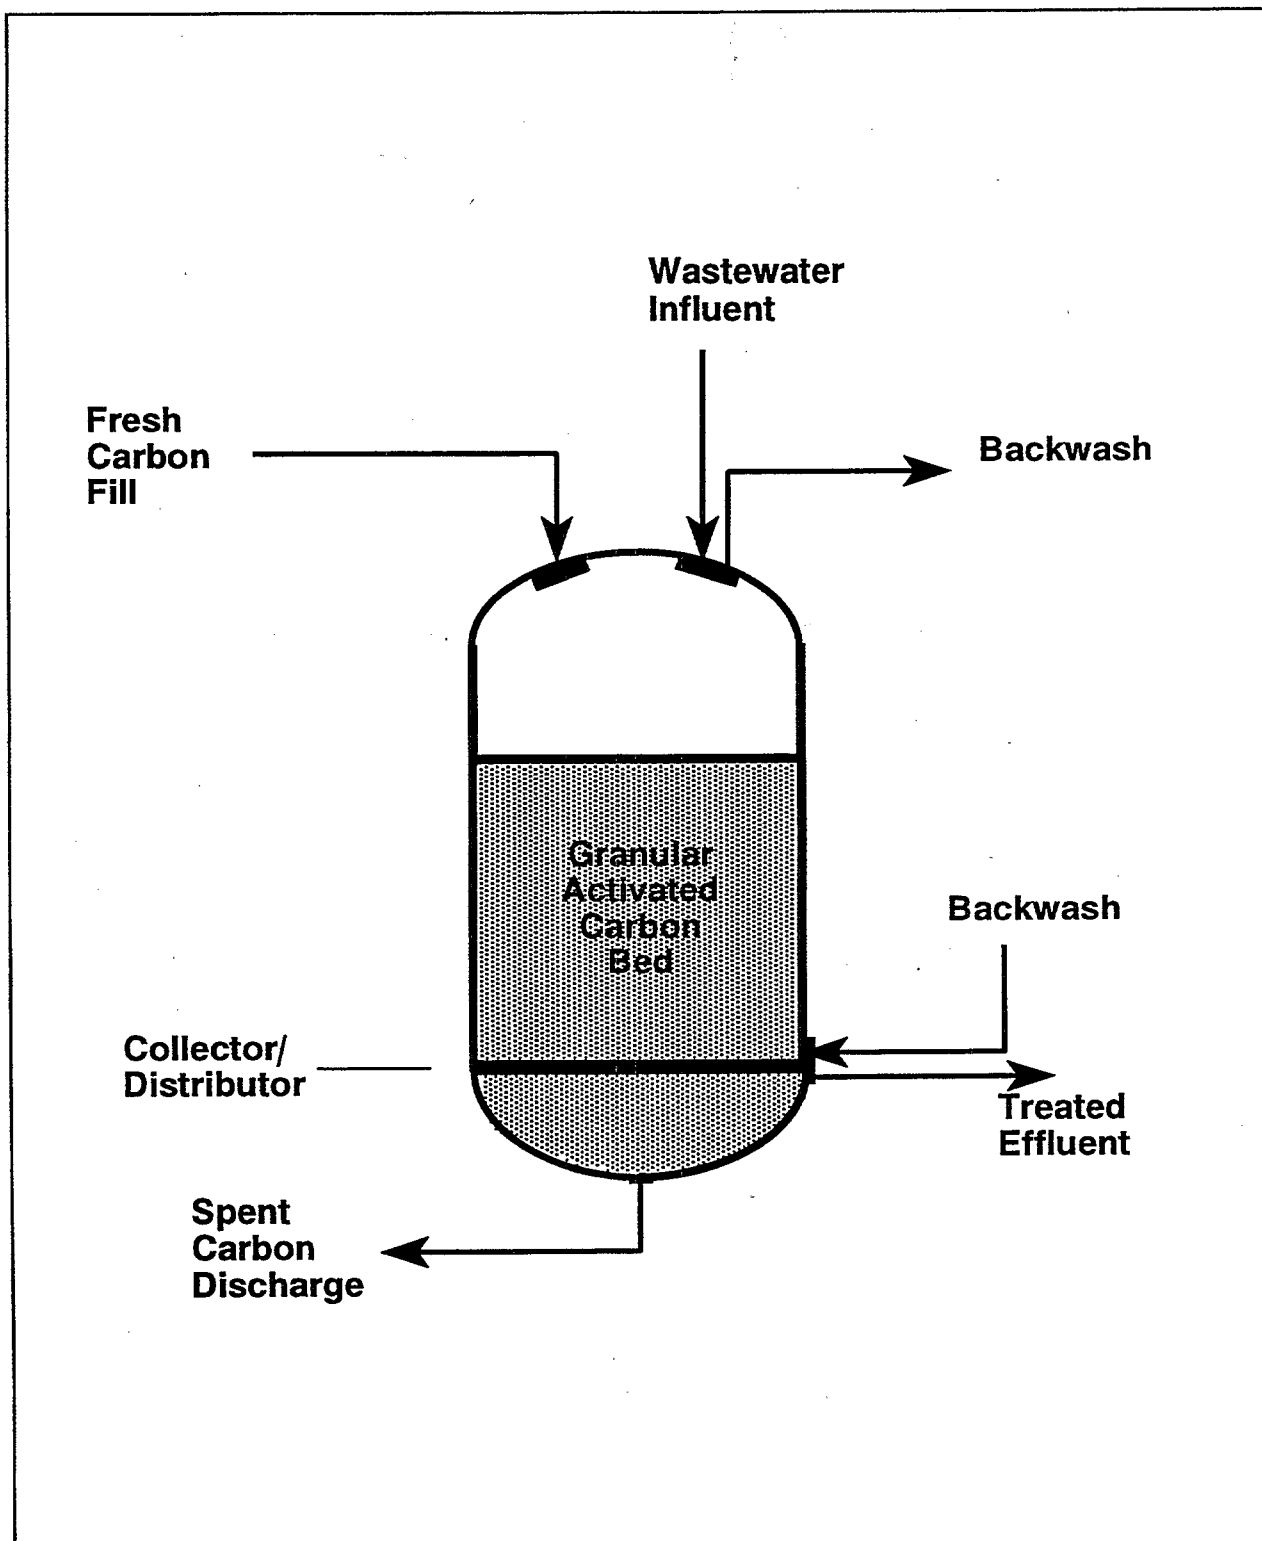 Wastewater
Influent
Fresh
Carbon
Fill
Backwash
Granular
Activated
Carbon
Bed
Backwash
Collector/
Distributor
Treated
Effluent
Spent
Carbon
Discharge